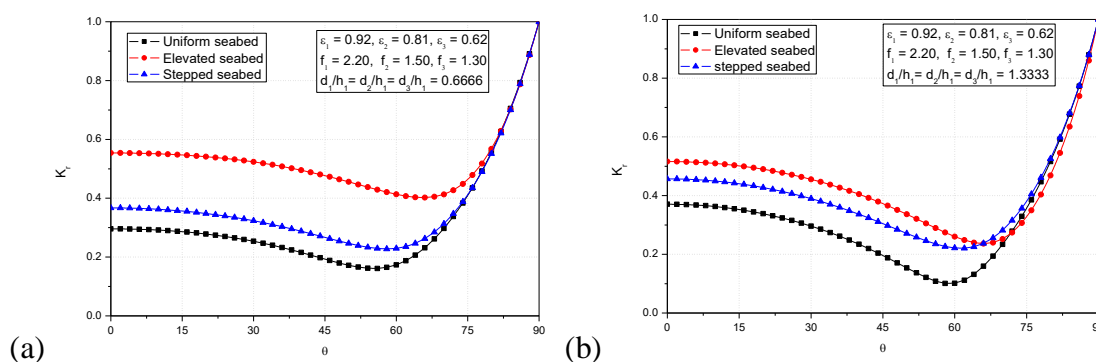 1.0
0.8
0.6
0.4
0.2
0.0
K_r
Uniform seabed
Elevated seabed
Stepped seabed
ε₁ = 0.92, ε₂ = 0.81, ε₃ = 0.62
f₁ = 2.20, f₂ = 1.50, f₃ = 1.30
d₁/h₁= d₂/h₁= d₃/h₁ = 0.6666
0 15 30 45 60 75 90
θ
(a)
1.0
0.8
0.6
0.4
0.2
0.0
K_r
Uniform seabed
Elevated seabed
stepped seabed
ε₁ = 0.92, ε₂ = 0.81, ε₃ = 0.62
f₁ = 2.20, f₂ = 1.50, f₃ = 1.30
d₁/h₁= d₂/h₁= d₃/h₁ = 1.3333
0 15 30 45 60 75 90
θ
(b)